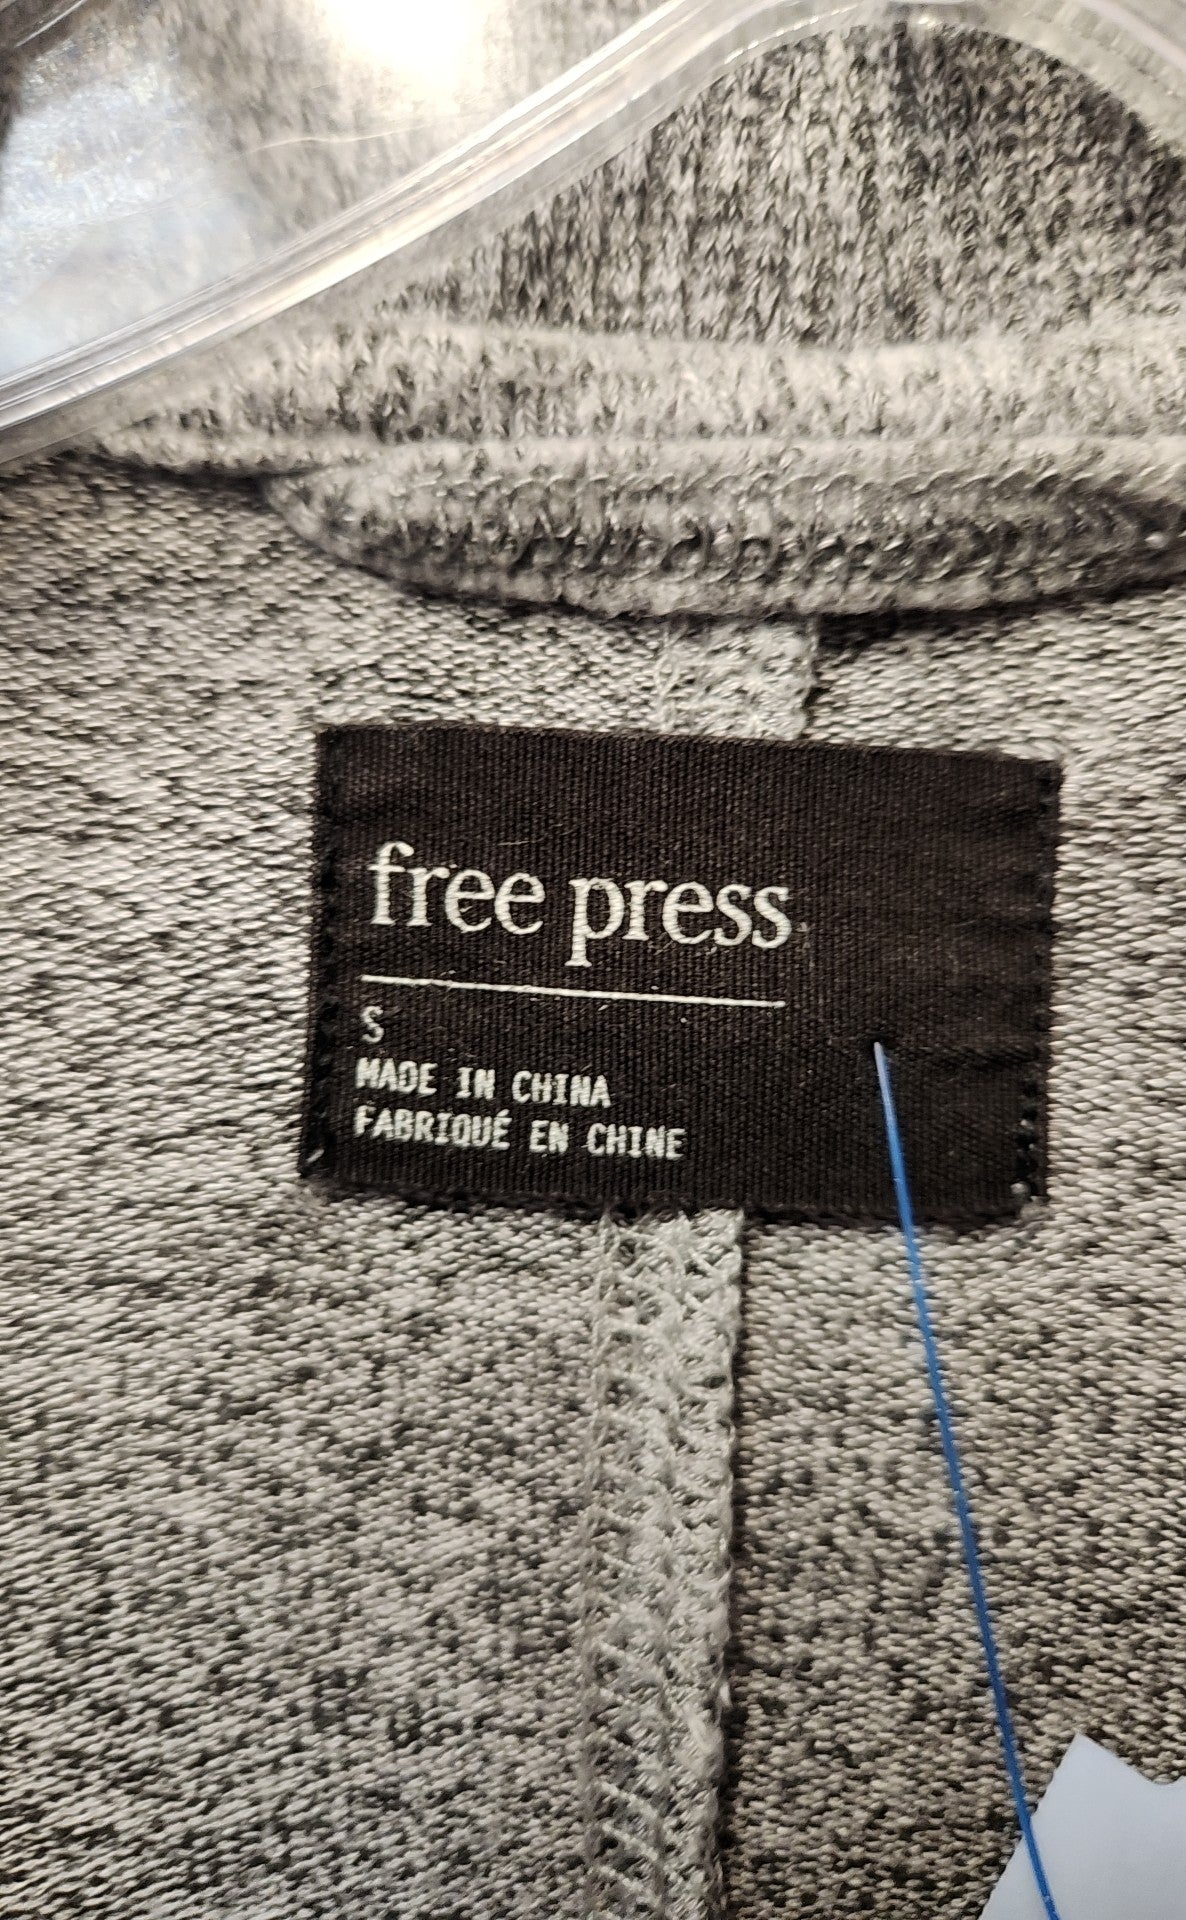 free press
S
MADE IN CHINA
FABRIQUÉ EN CHINE